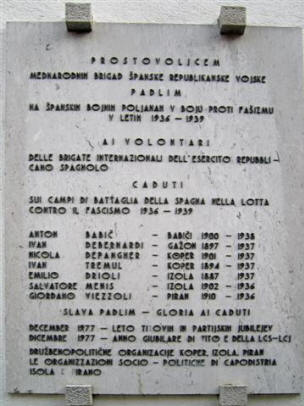 PROSTOVOLJCEM
MEDNARODNIH BRIGAD ŠPANSKE REPUBLIKANSKE VOJSKE
PADLIM
NA ŠPANSKIH BOJNIH POLJANAH V BOJU PROTI FAŠIZMU
V LETIH 1936 - 1939
AI VOLONTARI
DELLE BRIGATE INTERNAZIONALI DELL'ESERCITO REPUBBLI-
CANO SPAGNOLO
CADUTI
SUI CAMPI DI BATTAGLIA DELLA SPAGNA NELLA LOTTA
CONTRO IL FASCISMO 1936 - 1939
ANTON BABIČ - BABIČI 1900 - 1938
IVAN DEBERNARDI - GAŽON 1897 - 1937
NICOLA DEPANGHER - KOPER 1901 - 1937
IVAN TREMUL - KOPER 1894 - 1937
EMILIO DRIOLI - IZOLA 1887 - 1937
SALVATORE MENIS - IZOLA 1902 - 1936
GIORDANO VIEZZOLI - PIRAN 1910 - 1936
SLAVA PADLIM - GLORIA AI CADUTI
DECEMBER 1977 - LETO TITOVIH IN PARTIJSKIH JUBILEJEV
DICEMBRE 1977 - ANNO GIUBILARE DI TITO E DELLA LCS-LCJ
DRUŽBENOPOLITIČNE ORGANIZACIJE KOPER, IZOLA, PIRAN
LE ORGANIZZAZIONI SOCIO - POLITICHE DI CAPODISTRIA
ISOLA E PIRANO